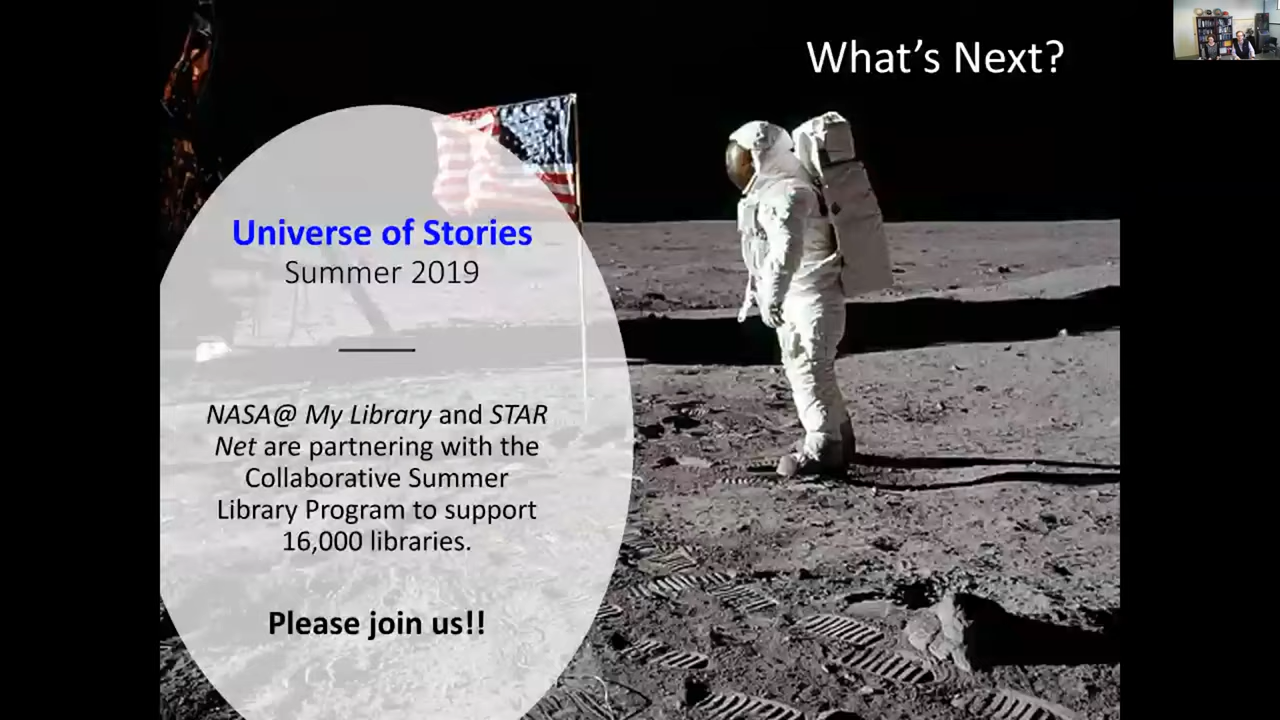 What's Next?
Universe of Stories
Summer 2019
NASA@ My Library and STAR
Net are partnering with the
Collaborative Summer
Library Program to support
16,000 libraries.
Please join us!!